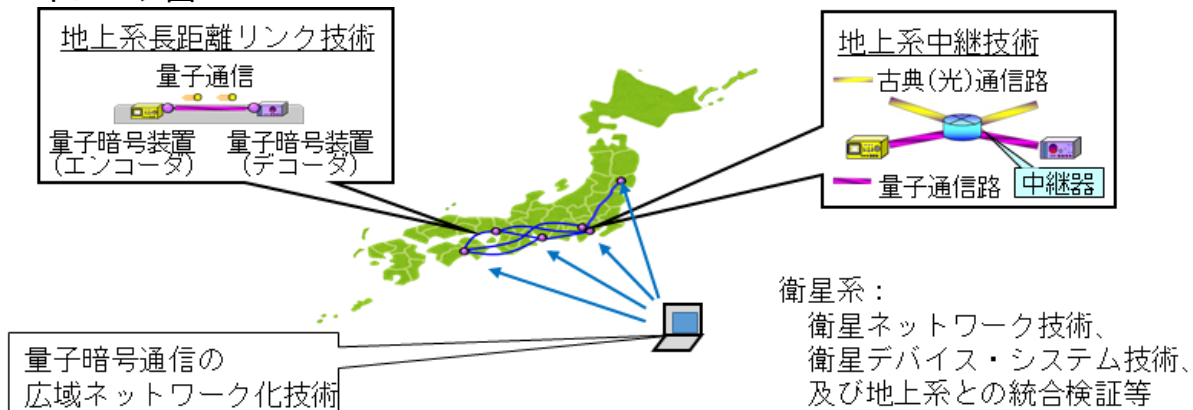 地上系長距離リンク技術
量子通信
量子暗号装置
(エンコーダ)
量子暗号装置
(デコーダ)
地上系中継技術
古典(光)通信路
量子通信路
中継器
量子暗号通信の
広域ネットワーク化技術
衛星系：
衛星ネットワーク技術、
衛星デバイス・システム技術、
及び地上系との統合検証等